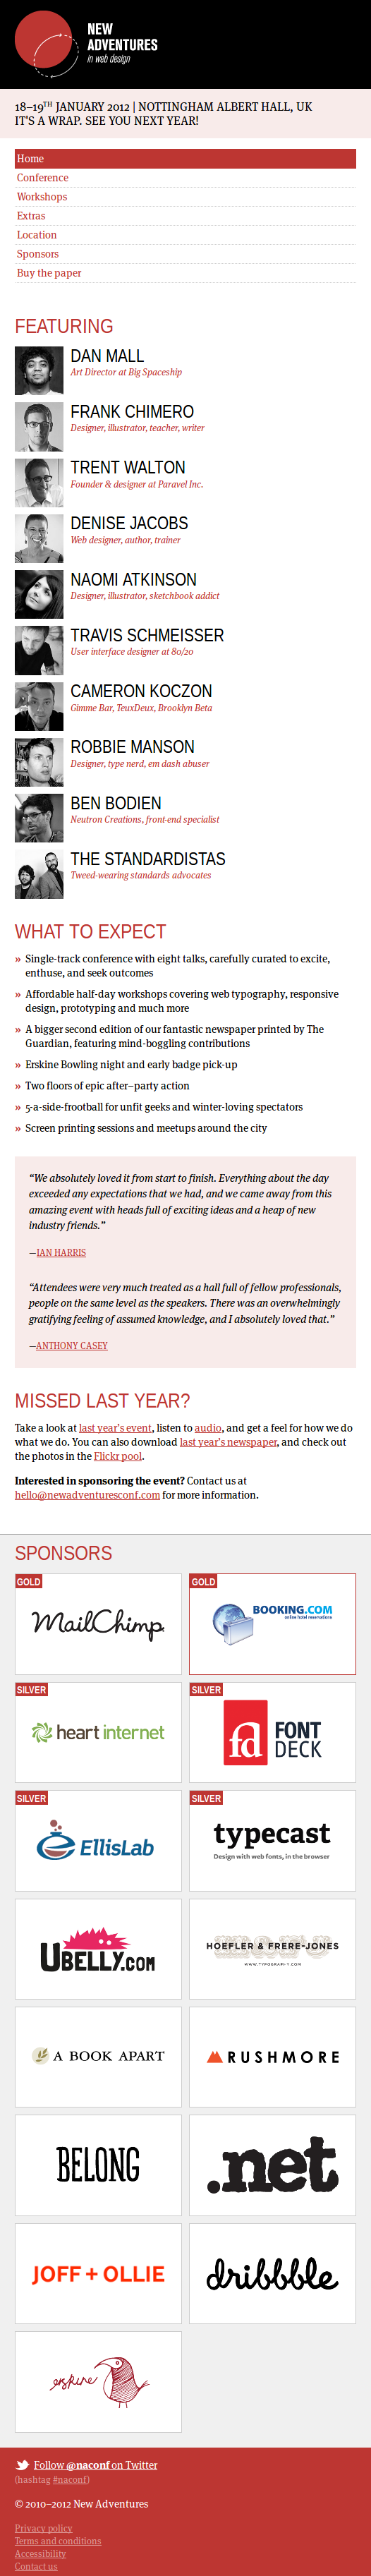 NEW
ADVENTURES
in web design
18–19TH JANUARY 2012 | NOTTINGHAM ALBERT HALL, UK
IT'S A WRAP. SEE YOU NEXT YEAR!
Home
Conference
Workshops
Extras
Location
Sponsors
Buy the paper
FEATURING
DAN MALL
Art Director at Big Spaceship
FRANK CHIMERO
Designer, illustrator, teacher, writer
TRENT WALTON
Founder & designer at Paravel Inc.
DENISE JACOBS
Web designer, author, trainer
NAOMI ATKINSON
Designer, illustrator, sketchbook addict
TRAVIS SCHMEISSER
User interface designer at 80/20
CAMERON KOCZON
Gimme Bar, TeuxDeux, Brooklyn Beta
ROBBIE MANSON
Designer, type nerd, em dash abuser
BEN BODIEN
Neutron Creations, front-end specialist
THE STANDARDISTAS
Tweed-wearing standards advocates
WHAT TO EXPECT
» Single-track conference with eight talks, carefully curated to excite,
enthuse, and seek outcomes
» Affordable half-day workshops covering web typography, responsive
design, prototyping and much more
» A bigger second edition of our fantastic newspaper printed by The
Guardian, featuring mind-boggling contributions
» Erskine Bowling night and early badge pick-up
» Two floors of epic after–party action
» 5-a-side-frootball for unfit geeks and winter-loving spectators
» Screen printing sessions and meetups around the city
“We absolutely loved it from start to finish. Everything about the day
exceeded any expectations that we had, and we came away from this
amazing event with heads full of exciting ideas and a heap of new
industry friends.”
—IAN HARRIS
“Attendees were very much treated as a hall full of fellow professionals,
people on the same level as the speakers. There was an overwhelmingly
gratifying feeling of assumed knowledge, and I absolutely loved that.”
—ANTHONY CASEY
MISSED LAST YEAR?
Take a look at last year’s event, listen to audio, and get a feel for how we do
what we do. You can also download last year’s newspaper, and check out
the photos in the Flickr pool.
Interested in sponsoring the event? Contact us at
hello@newadventuresconf.com for more information.
SPONSORS
GOLD
MailChimp
GOLD
BOOKING.COM
online hotel reservations
SILVER
heart internet
SILVER
fd FONT
DECK
SILVER
EllisLab
SILVER
typecast
Design with web fonts, in the browser
UBELLY.COM
HOEFLER & FRERE-JONES
WWW.TYPOGRAPHY.COM
A BOOK APART
RUSHMORE
BELONG
.net
JOFF + OLLIE
dribbble
erskine
Follow @naconf on Twitter
(hashtag #naconf)
© 2010–2012 New Adventures
Privacy policy
Terms and conditions
Accessibility
Contact us